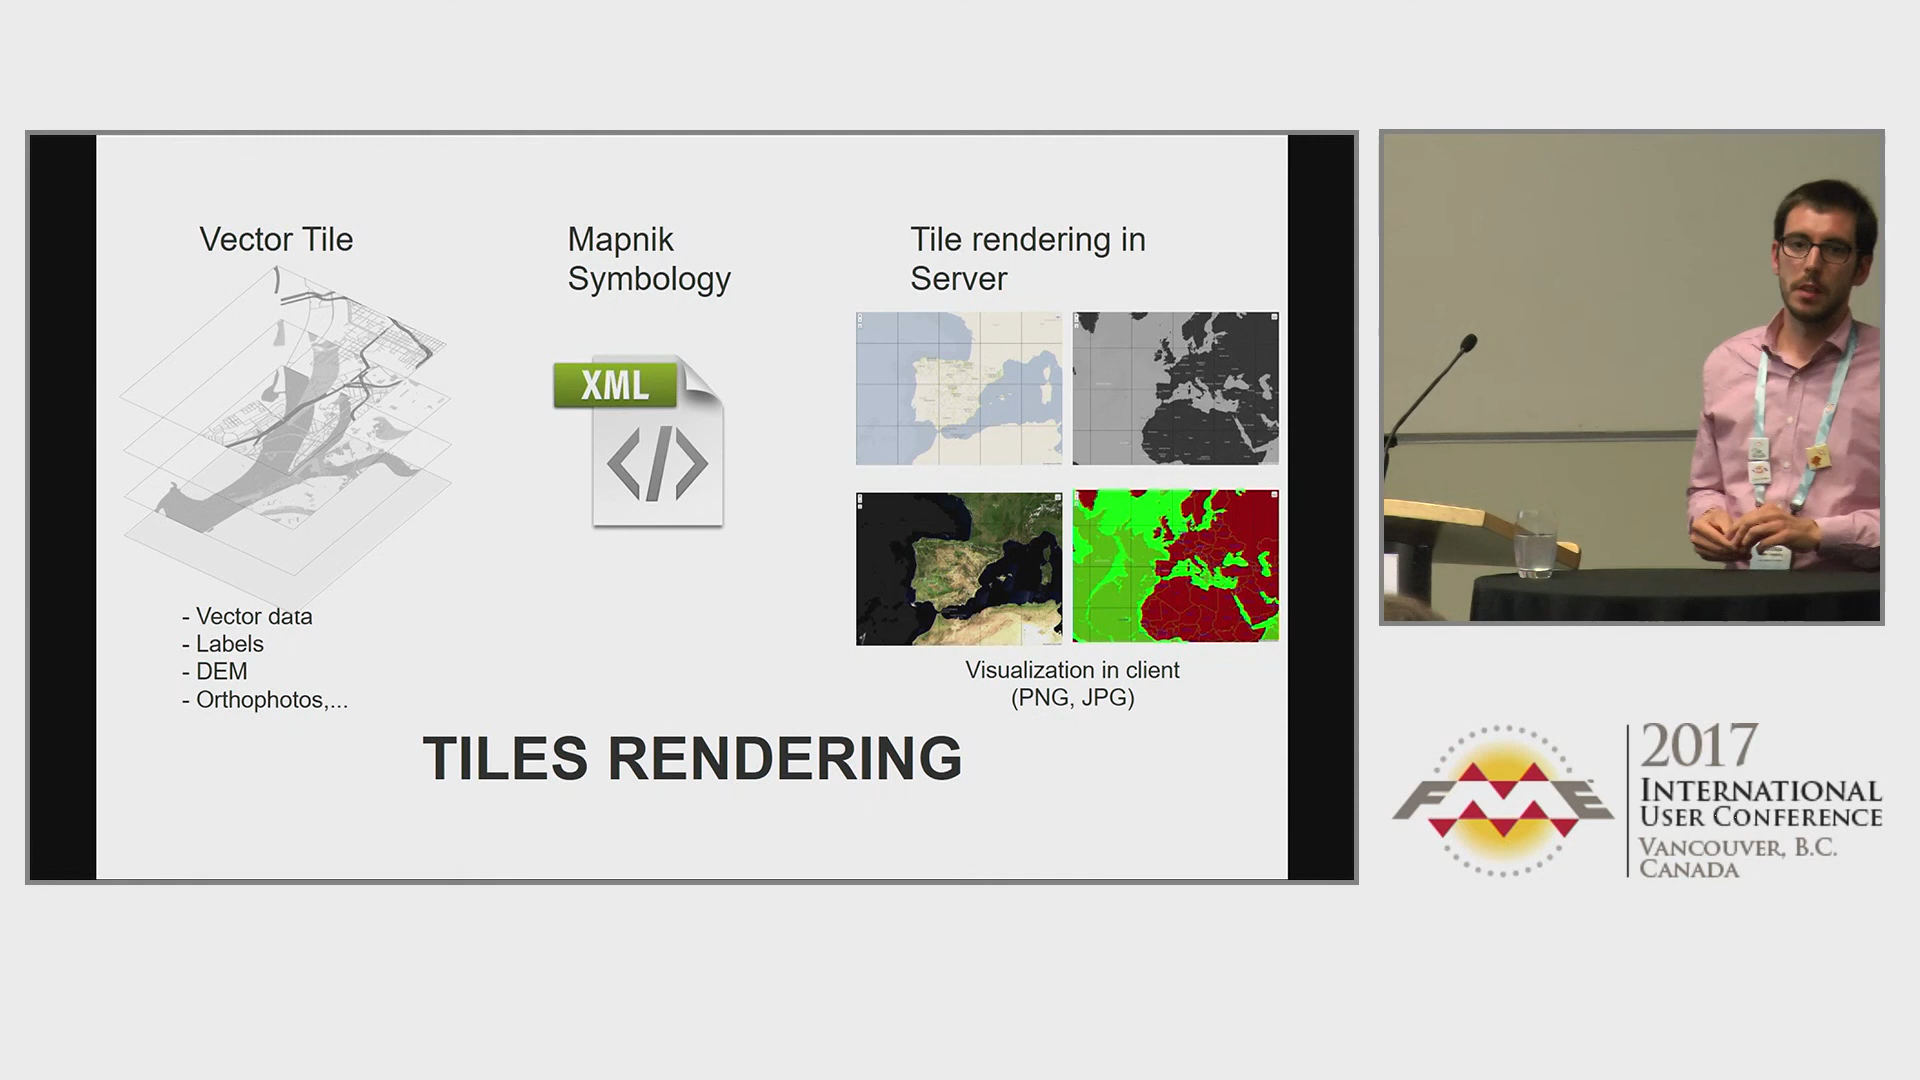 Vector Tile
- Vector data
- Labels
- DEM
- Orthophotos,...
Mapnik
Symbology
XML
</>
Tile rendering in
Server
Visualization in client
(PNG, JPG)
TILES RENDERING
FME
2017
INTERNATIONAL
USER CONFERENCE
VANCOUVER, B.C.
CANADA